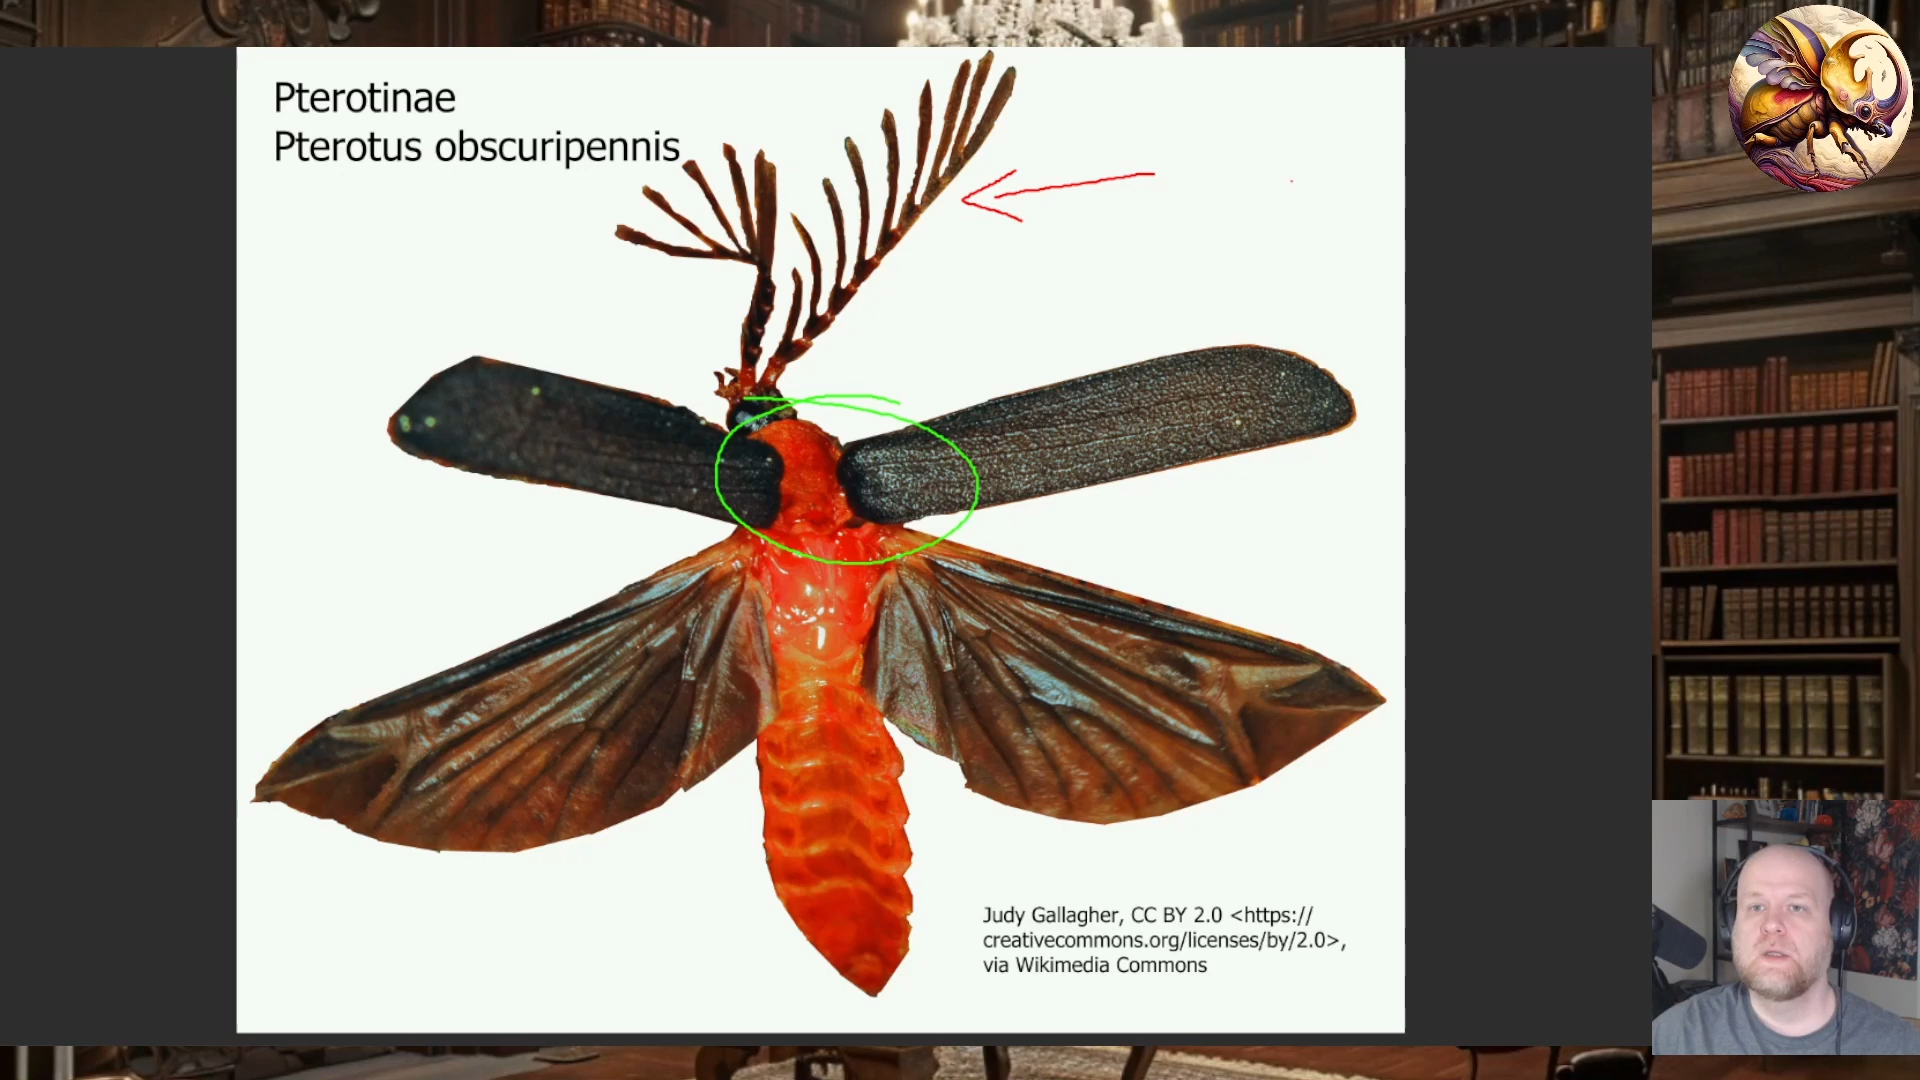 Pterotinae
Pterotus obscuripennis
Judy Gallagher, CC BY 2.0 <https://
creativecommons.org/licenses/by/2.0>,
via Wikimedia Commons